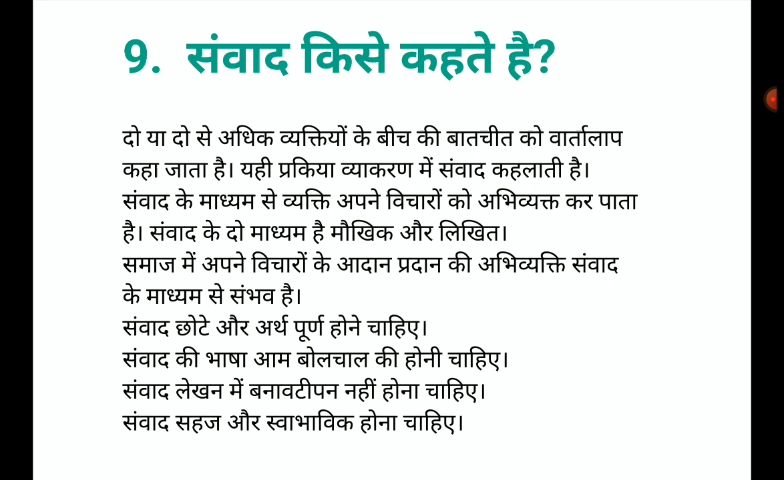 9. संवाद किसे कहते है?
दो या दो से अधिक व्यक्तियों के बीच की बातचीत को वार्तालाप
कहा जाता है। यही प्रकिया व्याकरण में संवाद कहलाती है।
संवाद के माध्यम से व्यक्ति अपने विचारों को अभिव्यक्त कर पाता
है। संवाद के दो माध्यम है मौखिक और लिखित।
समाज में अपने विचारों के आदान प्रदान की अभिव्यक्ति संवाद
के माध्यम से संभव है।
संवाद छोटे और अर्थ पूर्ण होने चाहिए।
संवाद की भाषा आम बोलचाल की होनी चाहिए।
संवाद लेखन में बनावटीपन नहीं होना चाहिए।
संवाद सहज और स्वाभाविक होना चाहिए।